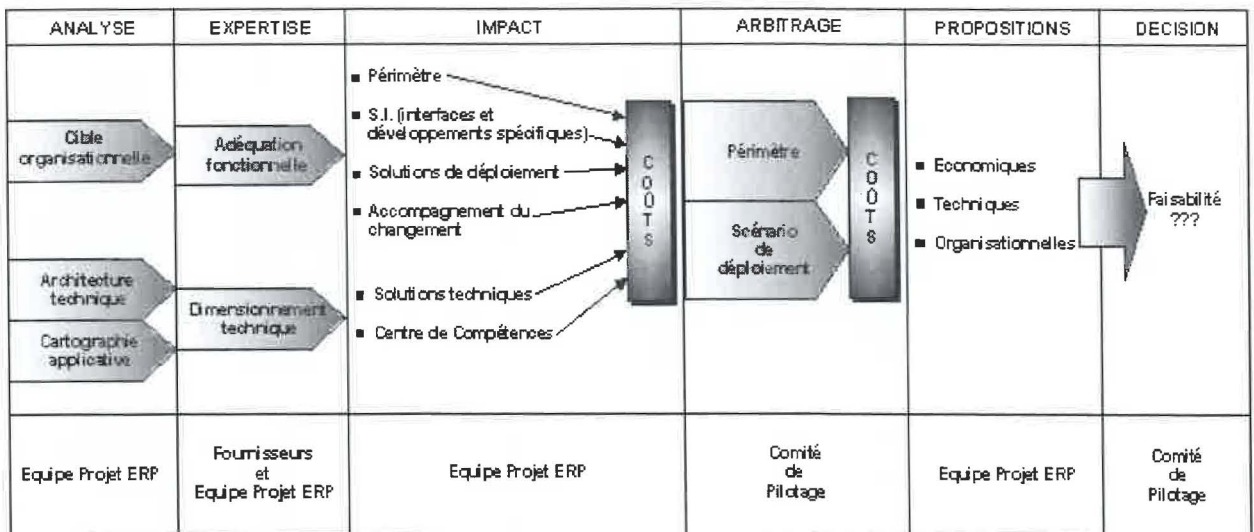 ANALYSE
EXPERTISE
IMPACT
ARBITRAGE
PROPOSITIONS
DECISION
Cible
organisationnelle
Architecture
technique
Cartographie
applicative
Adéquation
fonctionnelle
Dimensionnement
technique
■ Périmètre
■ S.I. (interfaces et
développements spécifiques)
■ Solutions de déploiement
■ Accompagnement du
changement
■ Solutions techniques
■ Centre de Compétences
COÛTS
Périmètre
Scénario
de
déploiement
COÛTS
■ Economiques
■ Techniques
■ Organisationnelles
Faisabilité
???
Equipe Projet ERP
Fournisseurs
et
Equipe Projet ERP
Equipe Projet ERP
Comité
de
Pilotage
Equipe Projet ERP
Comité
de
Pilotage